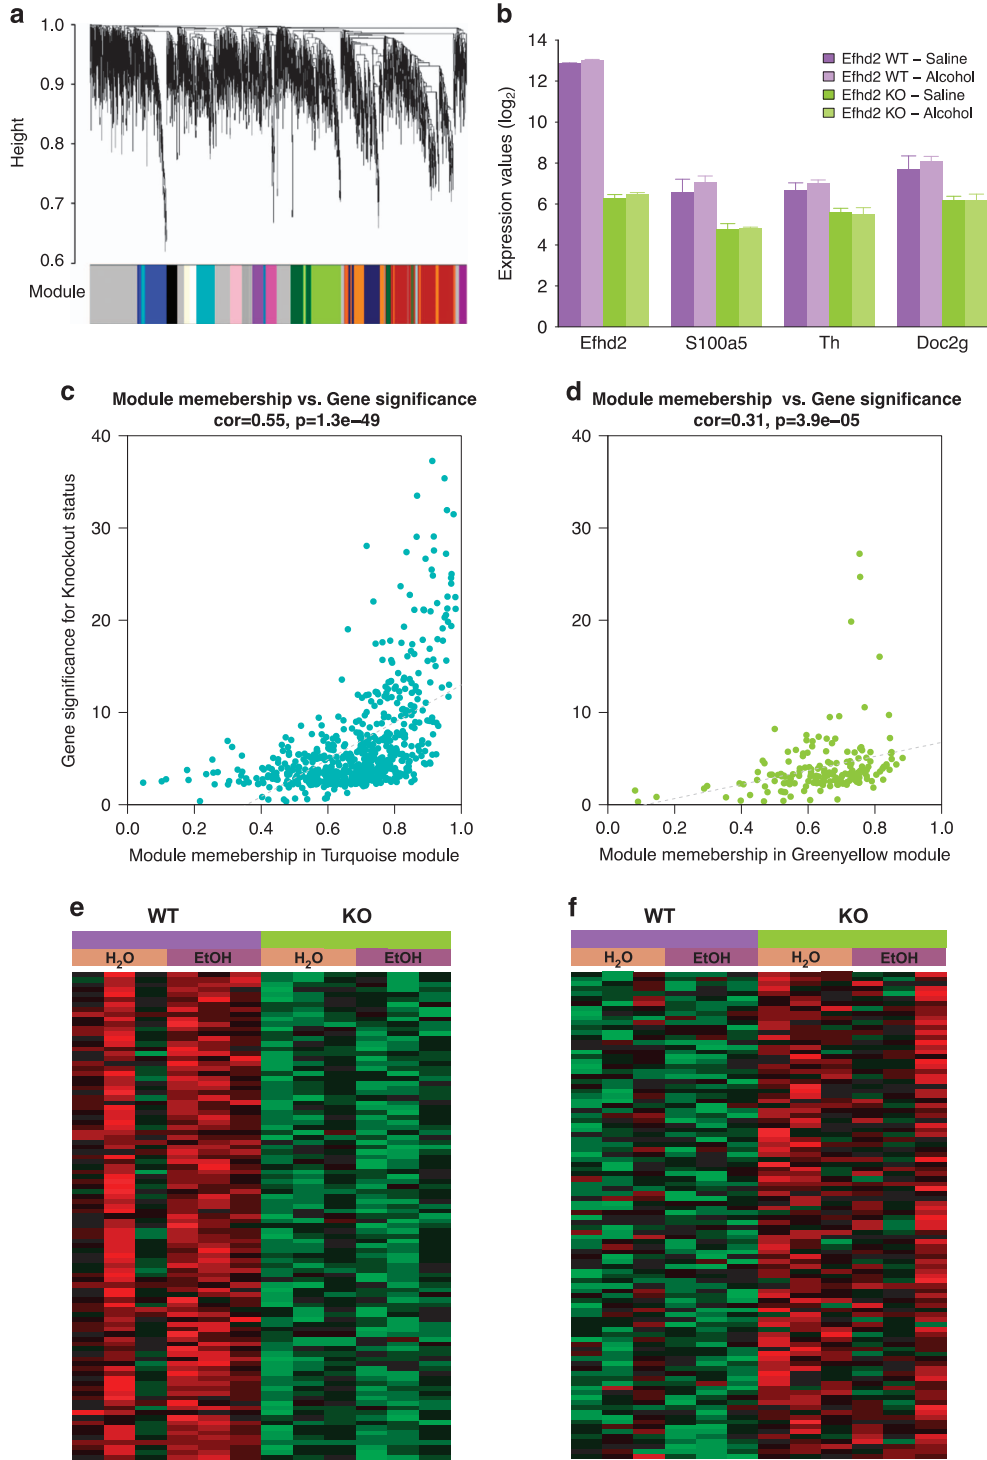 a
1.0
0.9
0.8
0.7
0.6
Height
Module
b
14
12
10
8
6
4
2
0
Expression values (log2)
Efhd2 WT – Saline
Efhd2 WT – Alcohol
Efhd2 KO – Saline
Efhd2 KO – Alcohol
Efhd2 S100a5 Th Doc2g
c
Module memebership vs. Gene significance
cor=0.55, p=1.3e–49
40
30
20
10
0
Gene significance for Knockout status
0.0 0.2 0.4 0.6 0.8 1.0
Module memebership in Turquoise module
d
Module memebership vs. Gene significance
cor=0.31, p=3.9e–05
40
30
20
10
0
0.0 0.2 0.4 0.6 0.8 1.0
Module memebership in Greenyellow module
e
WT KO
H2O EtOH H2O EtOH
f
WT KO
H2O EtOH H2O EtOH